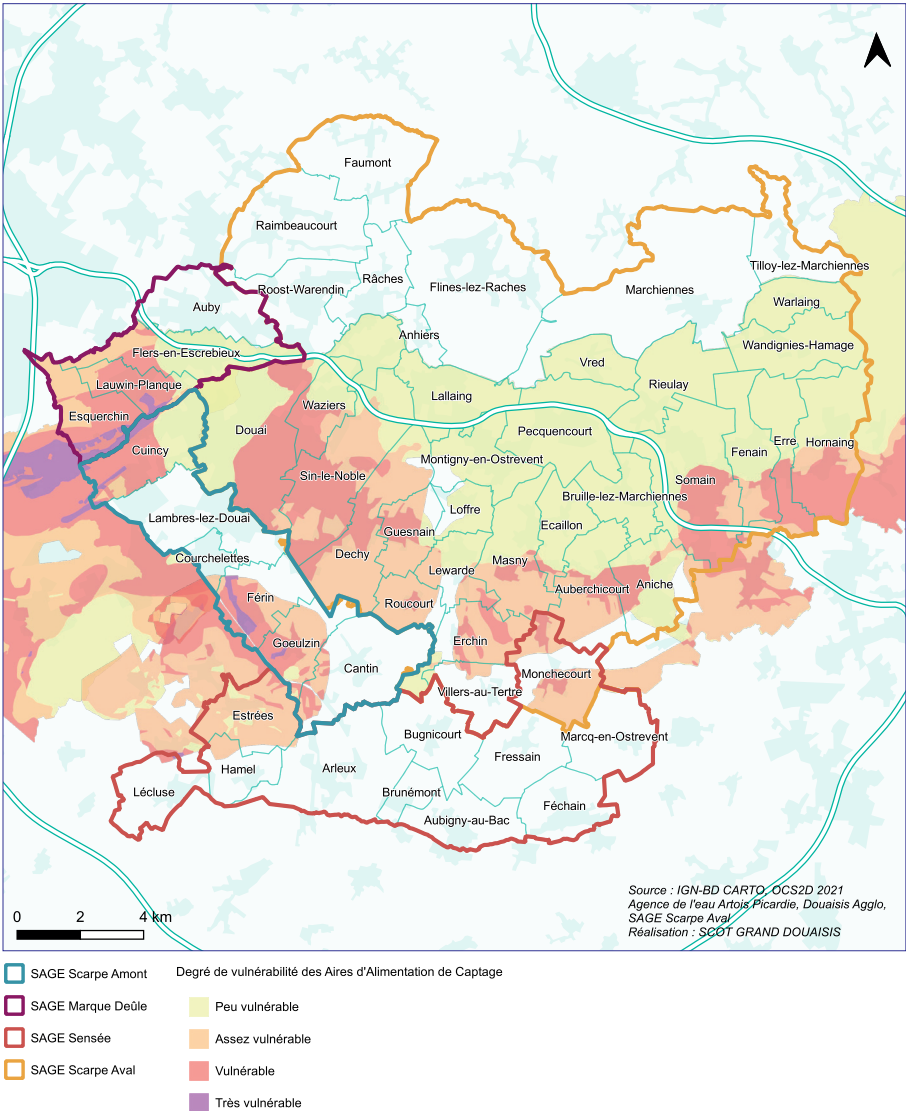 Faumont
Raimbeaucourt
Râches
Roost-Warendin
Flines-lez-Raches
Marchiennes
Tilloy-lez-Marchiennes
Auby
Warlaing
Anhiers
Wandignies-Hamage
Flers-en-Escrebieux
Vred
Rieulay
Lauwin-Planque
Lallaing
Waziers
Esquerchin
Douai
Pecquencourt
Erre
Hornaing
Cuincy
Fenain
Montigny-en-Ostrevent
Sin-le-Noble
Somain
Bruille-lez-Marchiennes
Loffre
Lambres-lez-Douai
Ecaillon
Guesnain
Dechy
Courchelettes
Masny
Lewarde
Auberchicourt
Aniche
Férin
Roucourt
Goeulzin
Erchin
Cantin
Monchecourt
Villers-au-Tertre
Estrées
Bugnicourt
Marcq-en-Ostrevent
Fressain
Hamel
Arleux
Lécluse
Brunémont
Féchain
Aubigny-au-Bac
Source : IGN-BD CARTO, OCS2D 2021
Agence de l'eau Artois Picardie, Douaisis Agglo,
SAGE Scarpe Aval
Réalisation : SCOT GRAND DOUAISIS
0 2 4 km
SAGE Scarpe Amont
SAGE Marque Deûle
SAGE Sensée
SAGE Scarpe Aval
Degré de vulnérabilité des Aires d'Alimentation de Captage
Peu vulnérable
Assez vulnérable
Vulnérable
Très vulnérable